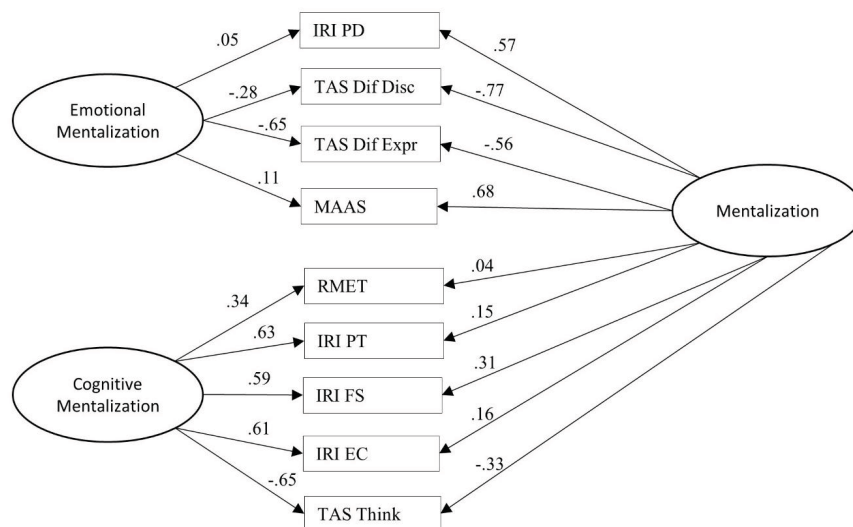 IRI PD
.05
.57
TAS Dif Disc
-.28
-.77
Emotional
Mentalization
-.65
TAS Dif Expr
-.56
.11
MAAS
.68
Mentalization
RMET
.04
.34
IRI PT
.63
.15
Cognitive
Mentalization
.59
IRI FS
.31
.61
IRI EC
.16
-.65
TAS Think
-.33